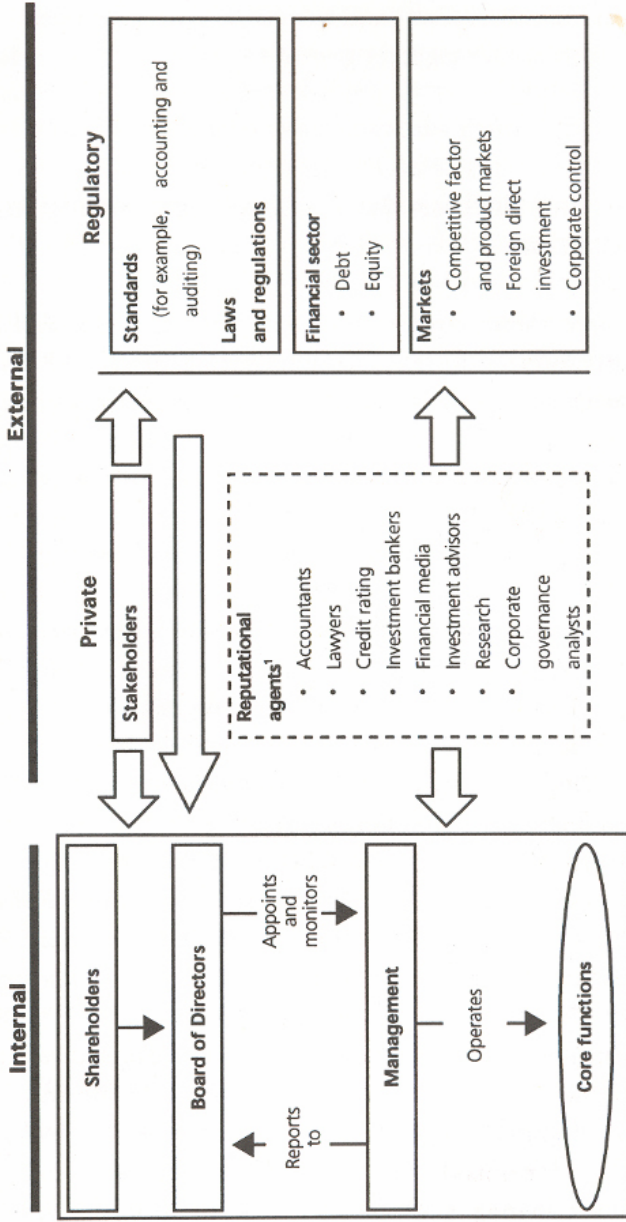 Internal
Shareholders
Board of Directors
Reports
to
Appoints
and
monitors
Management
Operates
Core functions
External
Private
Stakeholders
Reputational
agents¹
• Accountants
• Lawyers
• Credit rating
• Investment bankers
• Financial media
• Investment advisors
• Research
• Corporate
governance
analysts
Regulatory
Standards
(for example, accounting and
auditing)
Laws
and regulations
Financial sector
• Debt
• Equity
Markets
• Competitive factor
and product markets
• Foreign direct
investment
• Corporate control